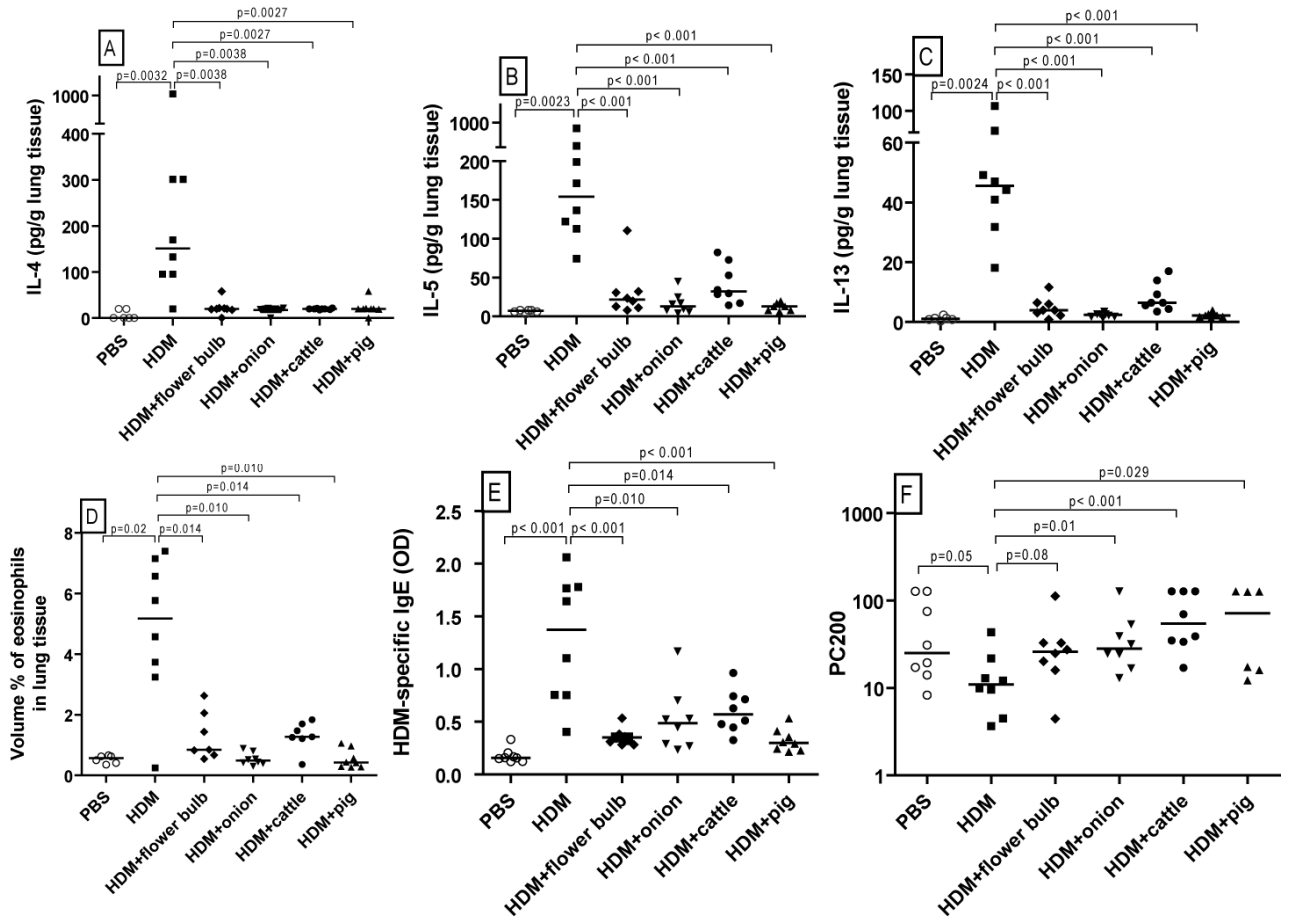 A
p=0.0027
p=0.0027
p=0.0038
p=0.0032 p=0.0038
IL-4 (pg/g lung tissue)
1000
400
300
200
100
0
PBS
HDM
HDM+flower bulb
HDM+onion
HDM+cattle
HDM+pig
B
p< 0.001
p< 0.001
p< 0.001
p=0.0023 p< 0.001
IL-5 (pg/g lung tissue)
1000
200
150
100
50
0
PBS
HDM
HDM+flower bulb
HDM+onion
HDM+cattle
HDM+pig
C
p< 0.001
p< 0.001
p< 0.001
p=0.0024 p< 0.001
IL-13 (pg/g lung tissue)
150
100
60
40
20
0
PBS
HDM
HDM+flower bulb
HDM+onion
HDM+cattle
HDM+pig
D
p=0.010
p=0.014
p=0.010
p=0.02 p=0.014
Volume % of eosinophils
in lung tissue
8
6
4
2
0
PBS
HDM
HDM+flower bulb
HDM+onion
HDM+cattle
HDM+pig
E
p< 0.001
p=0.014
p=0.010
p< 0.001 p< 0.001
HDM-specific IgE (OD)
2.5
2.0
1.5
1.0
0.5
0.0
PBS
HDM
HDM+flower bulb
HDM+onion
HDM+cattle
HDM+pig
F
p=0.029
p< 0.001
p=0.01
p=0.05 p=0.08
PC200
1000
100
10
1
PBS
HDM
HDM+flower bulb
HDM+onion
HDM+cattle
HDM+pig